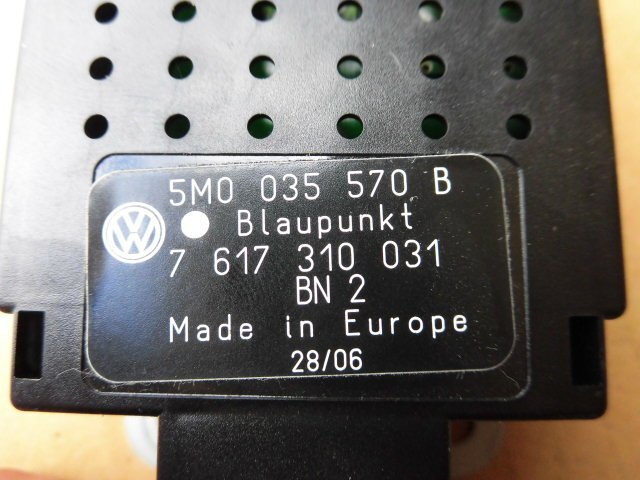 5M0 035 570 B
Blaupunkt
7 617 310 031
BN 2
Made in Europe
28/06